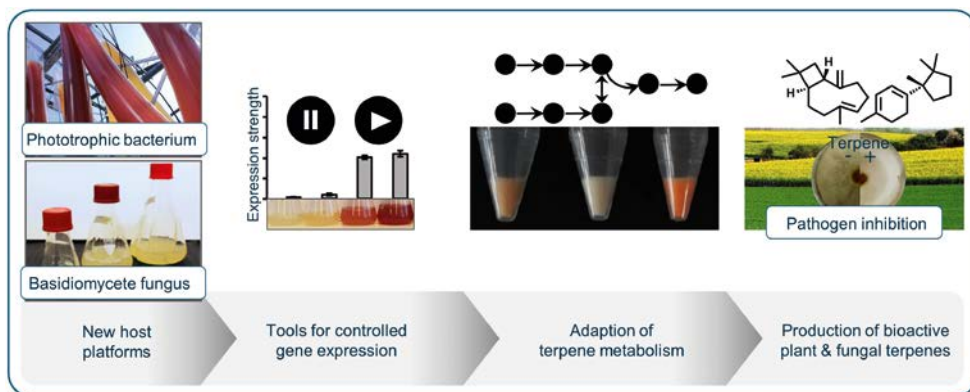 Phototrophic bacterium
Basidiomycete fungus
Expression strength
H
H
Terpene
- +
Pathogen inhibition
New host
platforms
Tools for controlled
gene expression
Adaption of
terpene metabolism
Production of bioactive
plant & fungal terpenes